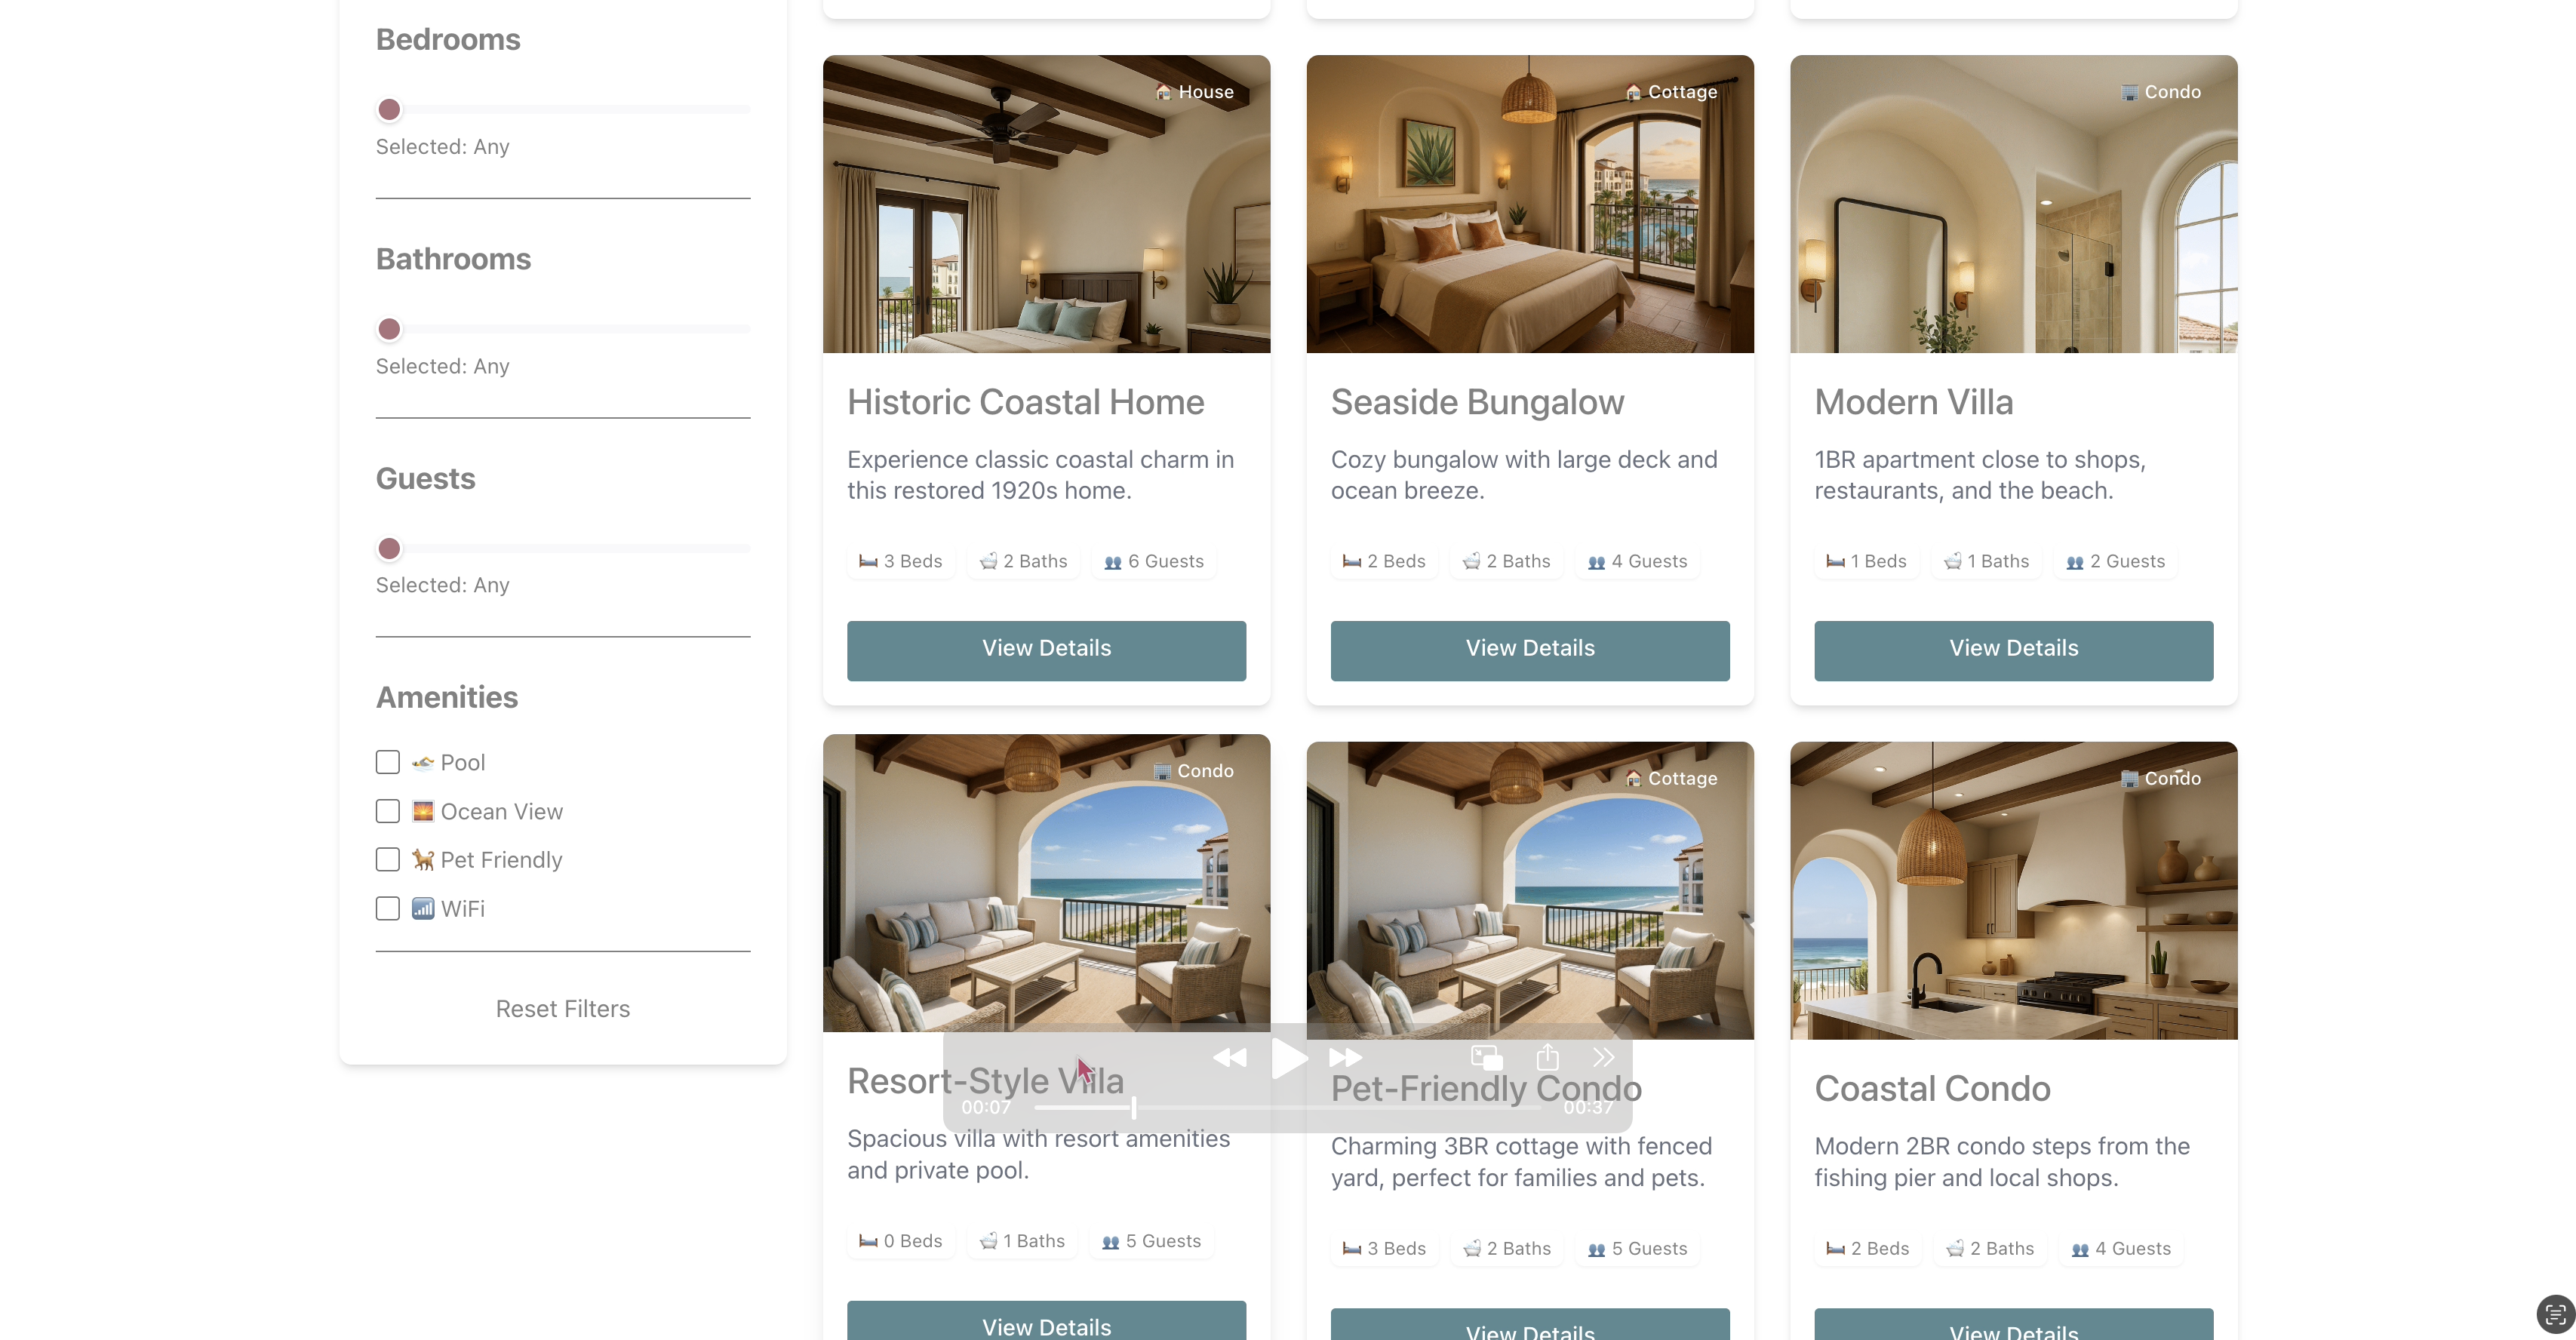 Bedrooms
Selected: Any
Bathrooms
Selected: Any
Guests
Selected: Any
Amenities
Pool
Ocean View
Pet Friendly
WiFi
Reset Filters
House
Historic Coastal Home
Experience classic coastal charm in
this restored 1920s home.
3 Beds 2 Baths 6 Guests
View Details
Cottage
Seaside Bungalow
Cozy bungalow with large deck and
ocean breeze.
2 Beds 2 Baths 4 Guests
View Details
Condo
Modern Villa
1BR apartment close to shops,
restaurants, and the beach.
1 Beds 1 Baths 2 Guests
View Details
Condo
Resort-Style Villa
Spacious villa with resort amenities
and private pool.
0 Beds 1 Baths 5 Guests
View Details
Cottage
Pet-Friendly Condo
Charming 3BR cottage with fenced
yard, perfect for families and pets.
3 Beds 2 Baths 5 Guests
View Details
Condo
Coastal Condo
Modern 2BR condo steps from the
fishing pier and local shops.
2 Beds 2 Baths 4 Guests
View Details
00:07
00:37